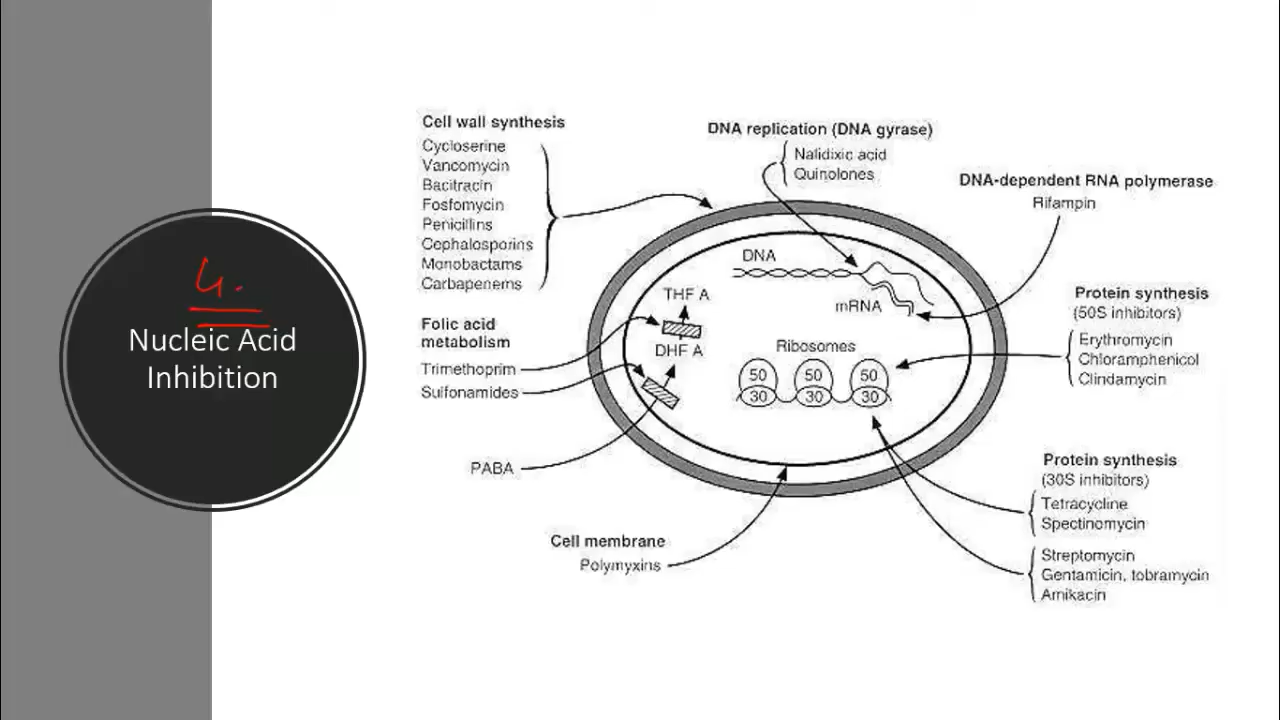 4.
Nucleic Acid
Inhibition
Cell wall synthesis
Cycloserine
Vancomycin
Bacitracin
Fosfomycin
Penicillins
Cephalosporins
Monobactams
Carbapenems
Folic acid
metabolism
Trimethoprim
Sulfonamides
PABA
Cell membrane
Polymyxins
DNA replication (DNA gyrase)
Nalidixic acid
Quinolones
DNA-dependent RNA polymerase
Rifampin
DNA
mRNA
THF A
DHF A
Ribosomes
50 50 50
30 30 30
Protein synthesis
(50S inhibitors)
Erythromycin
Chloramphenicol
Clindamycin
Protein synthesis
(30S inhibitors)
Tetracycline
Spectinomycin
Streptomycin
Gentamicin, tobramycin
Amikacin